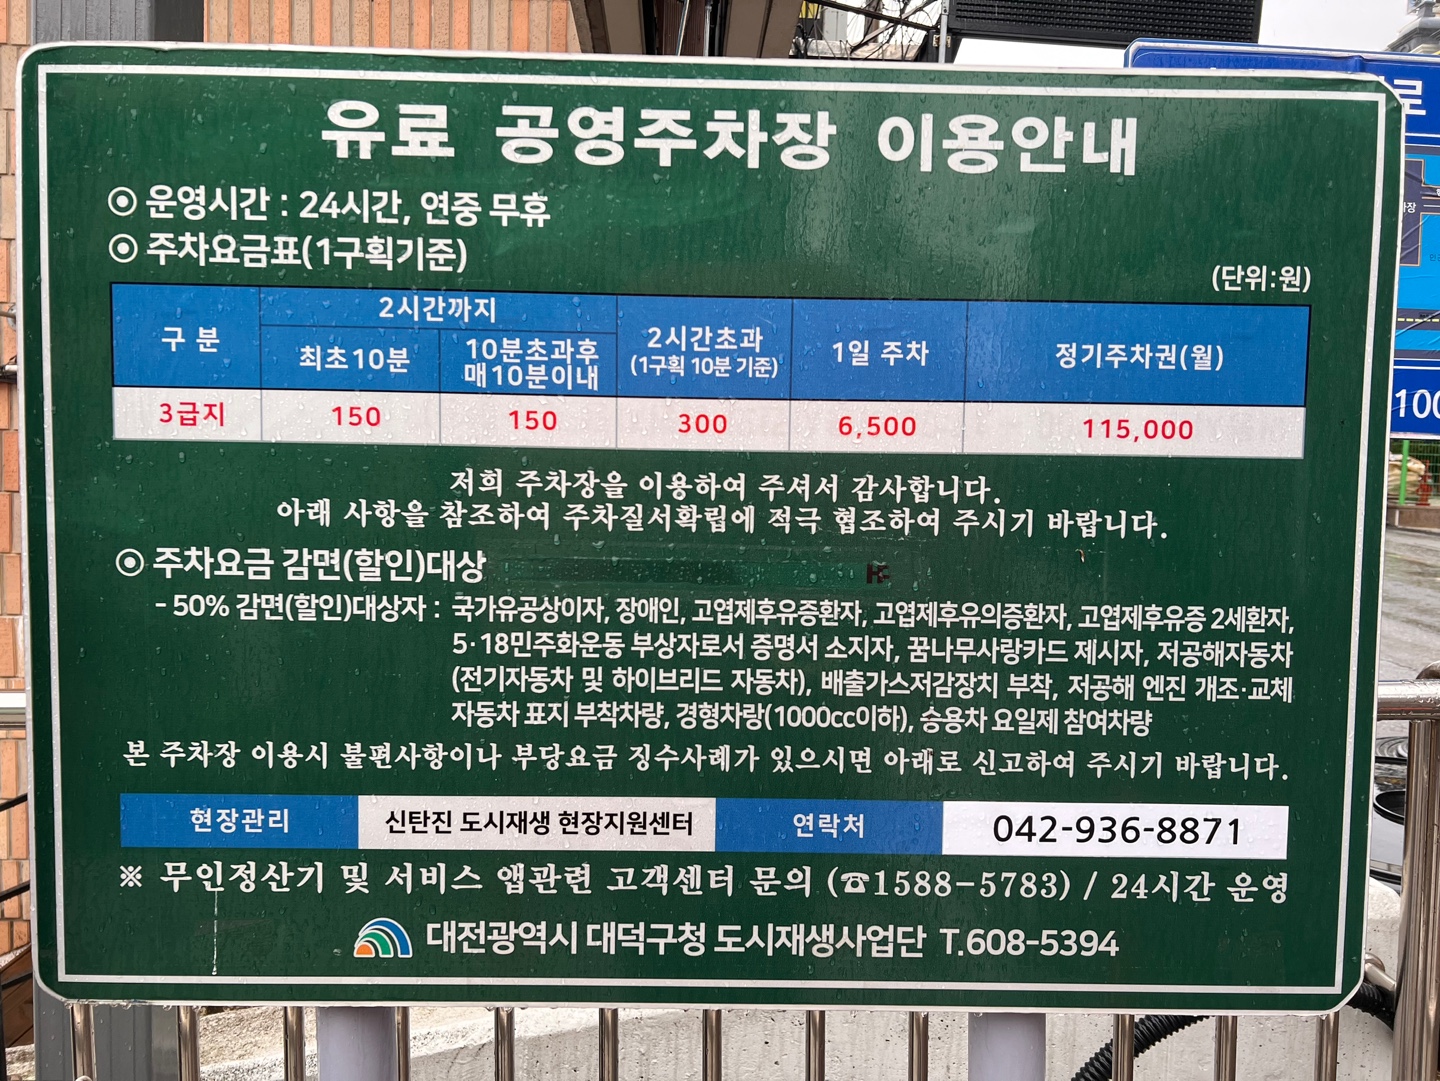 유료 공영주차장 이용안내
◉ 운영시간 : 24시간, 연중 무휴
◉ 주차요금표(1구획기준)
(단위:원)
구 분
2시간까지
최초10분
10분초과후
매10분이내
2시간초과
(1구획 10분 기준)
1일 주차
정기주차권(월)
3급지 150 150 300 6,500 115,000
저희 주차장을 이용하여 주셔서 감사합니다.
아래 사항을 참조하여 주차질서확립에 적극 협조하여 주시기 바랍니다.
◉ 주차요금 감면(할인)대상
- 50% 감면(할인)대상자 : 국가유공상이자, 장애인, 고엽제후유증환자, 고엽제후유의증환자, 고엽제후유증 2세환자,
5·18민주화운동 부상자로서 증명서 소지자, 꿈나무사랑카드 제시자, 저공해자동차
(전기자동차 및 하이브리드 자동차), 배출가스저감장치 부착, 저공해 엔진 개조·교체
자동차 표지 부착차량, 경형차량(1000cc이하), 승용차 요일제 참여차량
본 주차장 이용시 불편사항이나 부당요금 징수사례가 있으시면 아래로 신고하여 주시기 바랍니다.
현장관리 신탄진 도시재생 현장지원센터 연락처 042-936-8871
※ 무인정산기 및 서비스 앱관련 고객센터 문의 (☎1588-5783) / 24시간 운영
대전광역시 대덕구청 도시재생사업단 T.608-5394
로
장
100